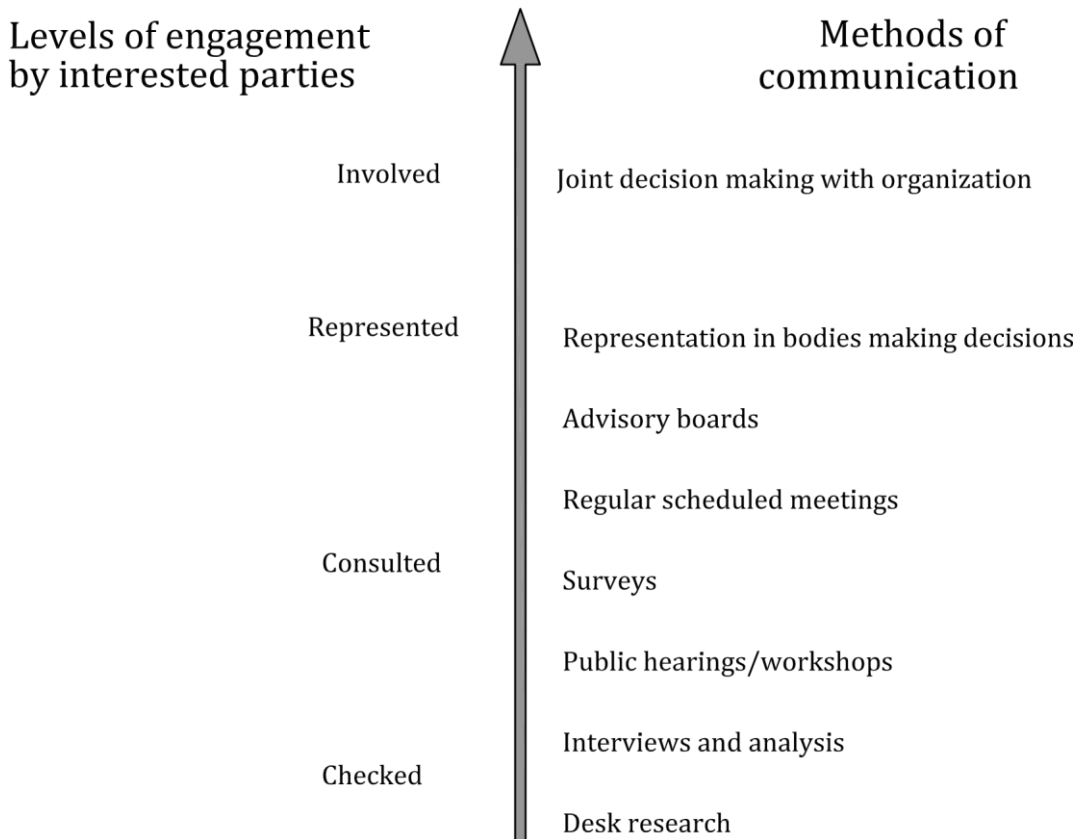 Levels of engagement
by interested parties
Methods of
communication
Involved
Joint decision making with organization
Represented
Representation in bodies making decisions
Advisory boards
Regular scheduled meetings
Consulted
Surveys
Public hearings/workshops
Interviews and analysis
Checked
Desk research